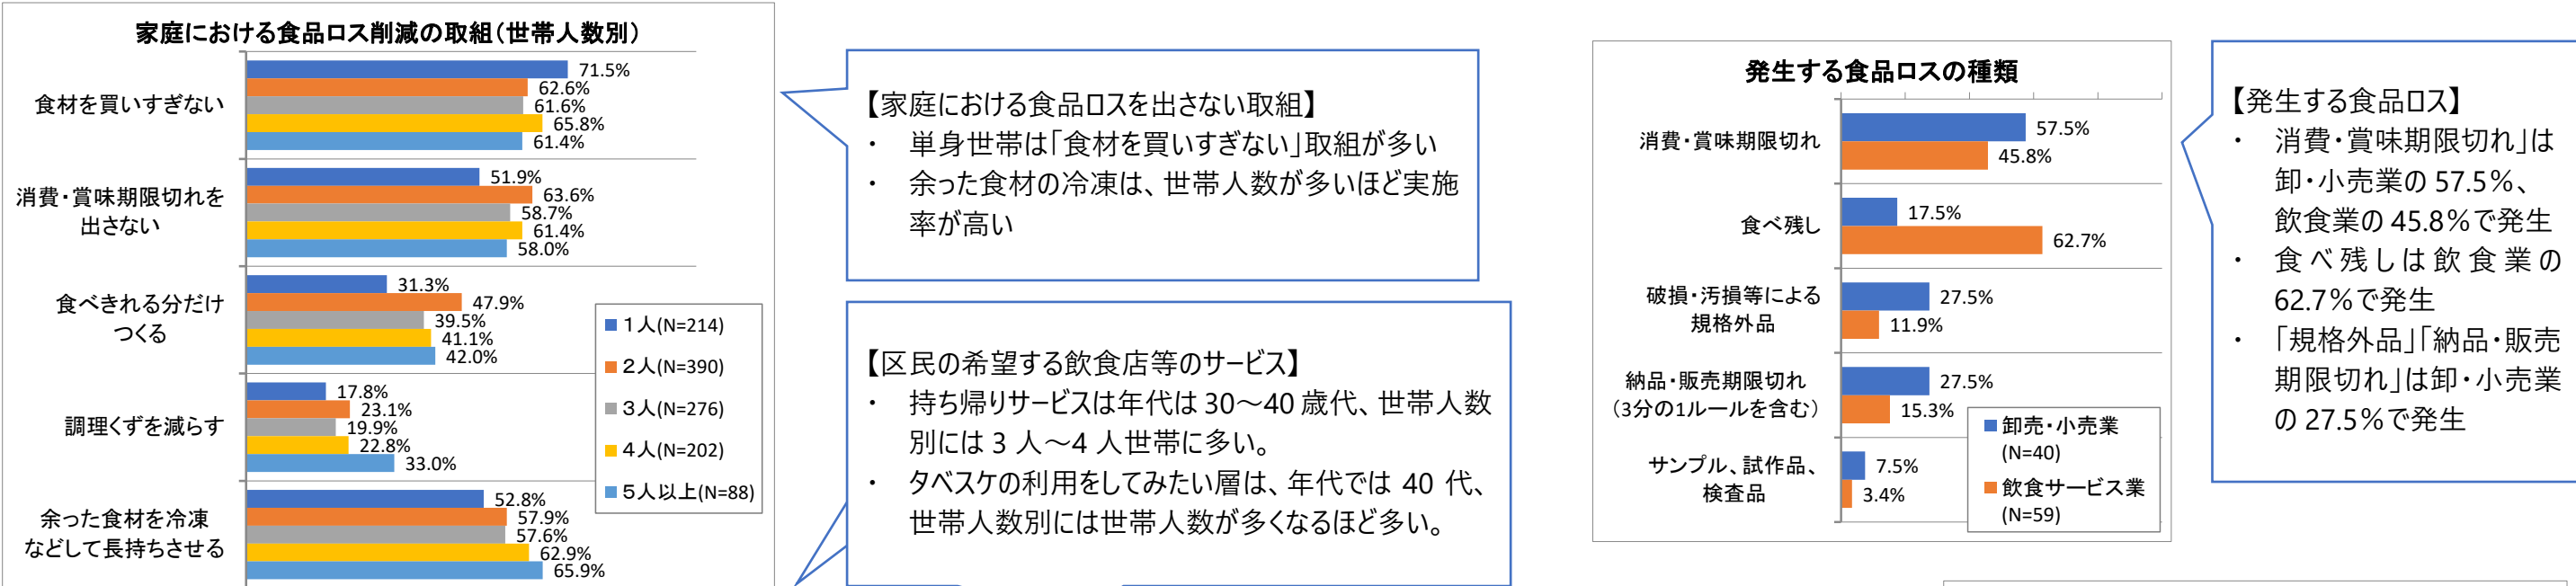 家庭における食品ロス削減の取組(世帯人数別)
食材を買いすぎない
71.5%
62.6%
61.6%
65.8%
61.4%
消費・賞味期限切れを
出さない
51.9%
63.6%
58.7%
61.4%
58.0%
食べきれる分だけ
つくる
31.3%
47.9%
39.5%
41.1%
42.0%
調理くずを減らす
17.8%
23.1%
19.9%
22.8%
33.0%
余った食材を冷凍
などして長持ちさせる
52.8%
57.9%
57.6%
62.9%
65.9%
1人(N=214)
2人(N=390)
3人(N=276)
4人(N=202)
5人以上(N=88)
【家庭における食品ロスを出さない取組】
・ 単身世帯は「食材を買いすぎない」取組が多い
・ 余った食材の冷凍は、世帯人数が多いほど実施
率が高い
【区民の希望する飲食店等のサービス】
・ 持ち帰りサービスは年代は30～40歳代、世帯人数
別には3人～4人世帯に多い。
・ タベスケの利用をしてみたい層は、年代では40代、
世帯人数別には世帯人数が多くなるほど多い。
発生する食品ロスの種類
消費・賞味期限切れ
57.5%
45.8%
食べ残し
17.5%
62.7%
破損・汚損等による
規格外品
27.5%
11.9%
納品・販売期限切れ
(3分の1ルールを含む)
27.5%
15.3%
サンプル、試作品、
検査品
7.5%
3.4%
卸売・小売業
(N=40)
飲食サービス業
(N=59)
【発生する食品ロス】
・ 消費・賞味期限切れ」は
卸・小売業の57.5%、
飲食業の45.8%で発生
・ 食べ残しは飲食業の
62.7%で発生
・ 「規格外品」「納品・販売
期限切れ」は卸・小売業
の27.5%で発生